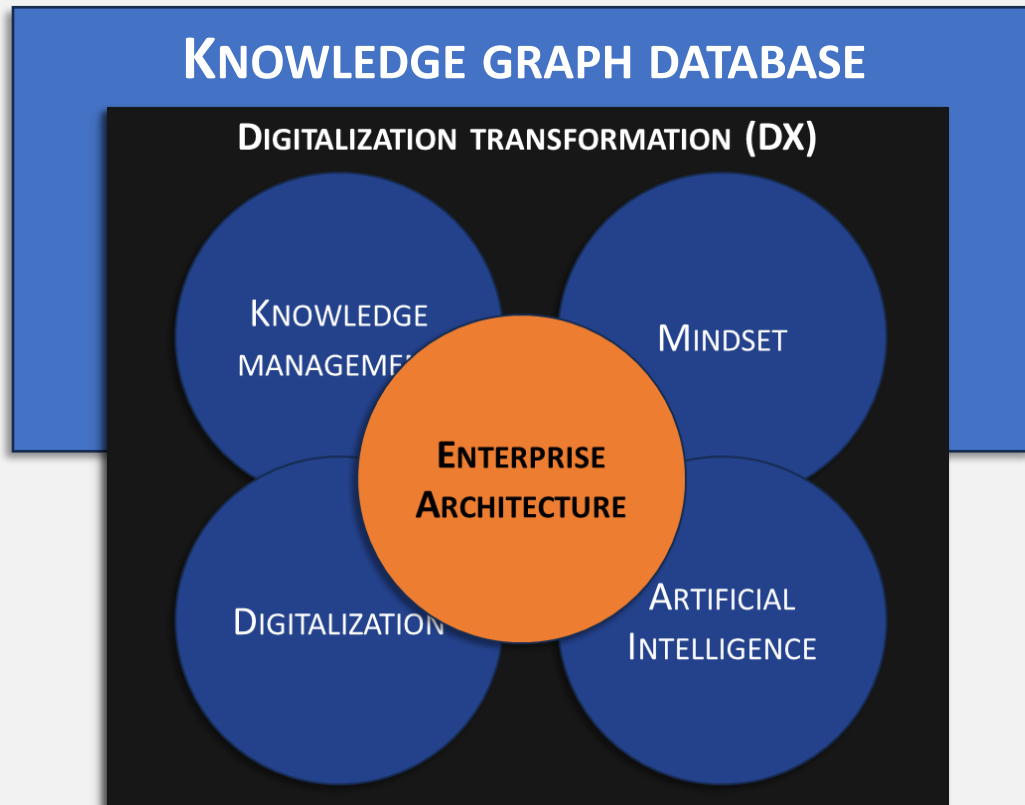 KNOWLEDGE GRAPH DATABASE
DIGITALIZATION TRANSFORMATION (DX)
KNOWLEDGE
MINDSET
ENTERPRISE
ARCHITECTURE
DIGITALIZATION
ARTIFICIAL
INTELLIGENCE